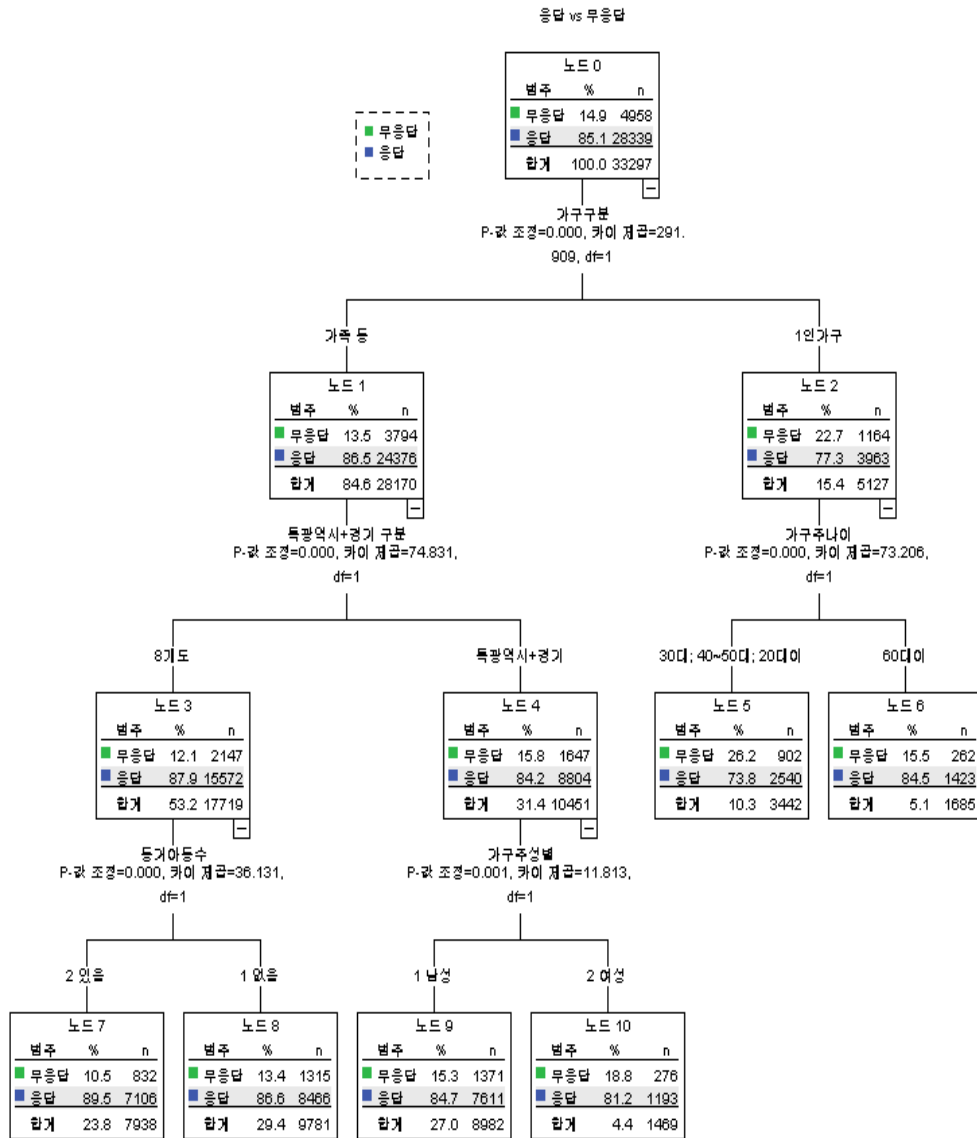 응답 vs 무응답
노드 0
범주 % n
무응답 14.9 4958
응답 85.1 28339
합계 100.0 33297
무응답
응답
가구구분
P-값 조정=0.000, 카이 제곱=291.
909, df=1
가족 등
1인가구
노드 1
범주 % n
무응답 13.5 3794
응답 86.5 24376
합계 84.6 28170
노드 2
범주 % n
무응답 22.7 1164
응답 77.3 3963
합계 15.4 5127
특광역시+경기 구분
P-값 조정=0.000, 카이 제곱=74.831,
df=1
가구주나이
P-값 조정=0.000, 카이 제곱=73.206,
df=1
8개도
특광역시+경기
30대; 40~50대; 20대이
60대이
노드 3
범주 % n
무응답 12.1 2147
응답 87.9 15572
합계 53.2 17719
노드 4
범주 % n
무응답 15.8 1647
응답 84.2 8804
합계 31.4 10451
노드 5
범주 % n
무응답 26.2 902
응답 73.8 2540
합계 10.3 3442
노드 6
범주 % n
무응답 15.5 262
응답 84.5 1423
합계 5.1 1685
동거아동수
P-값 조정=0.000, 카이 제곱=36.131,
df=1
가구주성별
P-값 조정=0.001, 카이 제곱=11.813,
df=1
2 있음
1 없음
1 남성
2 여성
노드 7
범주 % n
무응답 10.5 832
응답 89.5 7106
합계 23.8 7938
노드 8
범주 % n
무응답 13.4 1315
응답 86.6 8466
합계 29.4 9781
노드 9
범주 % n
무응답 15.3 1371
응답 84.7 7611
합계 27.0 8982
노드 10
범주 % n
무응답 18.8 276
응답 81.2 1193
합계 4.4 1469